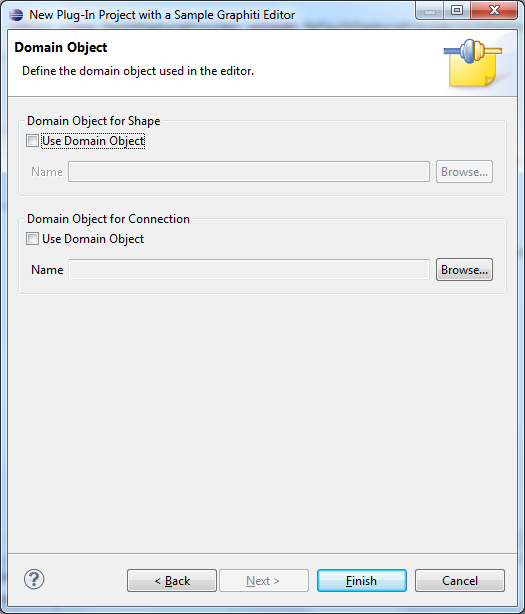 New Plug-In Project with a Sample Graphiti Editor
Domain Object
Define the domain object used in the editor.
Domain Object for Shape
Use Domain Object
Name Browse...
Domain Object for Connection
Use Domain Object
Name Browse...
? < Back Next > Finish Cancel